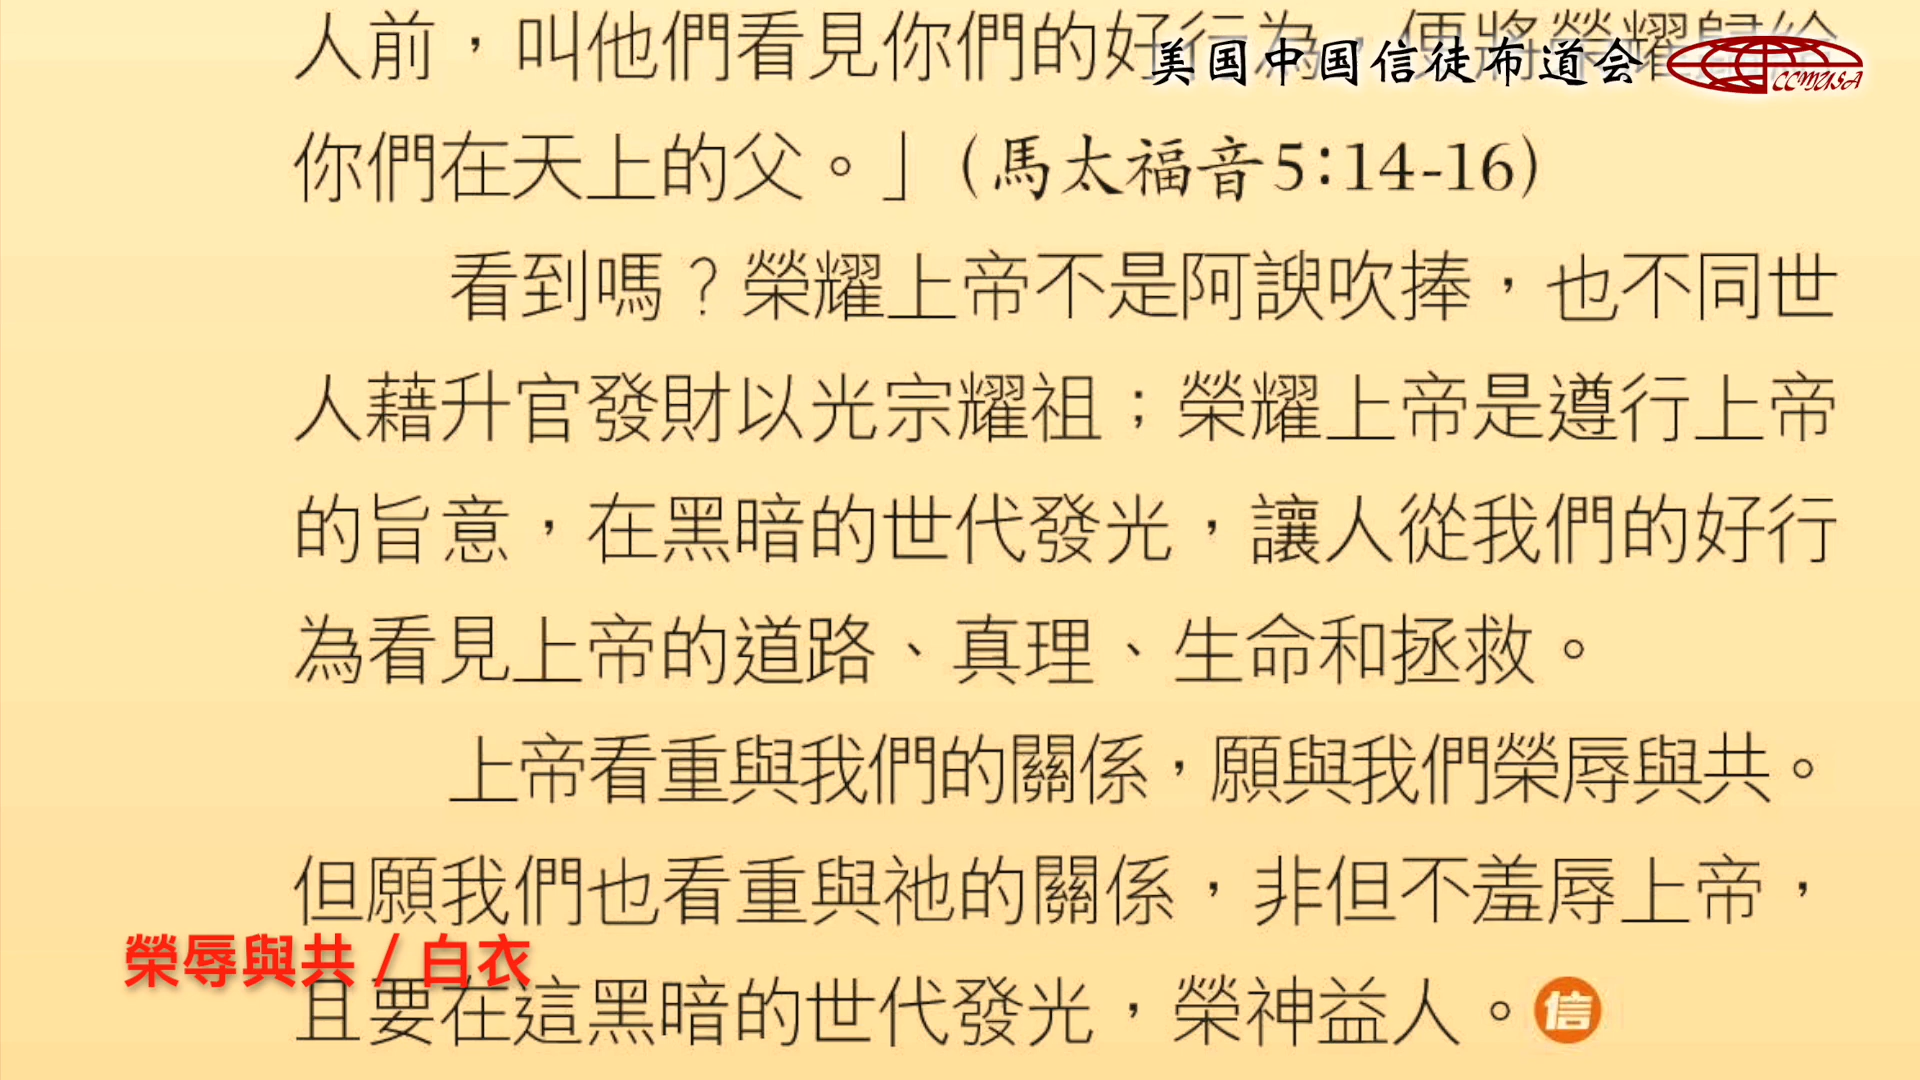 人前，叫他們看見你們的好行為，便將榮耀歸給
美国中国信徒布道会 CCMUSA
你們在天上的父。」(馬太福音5:14-16)
看到嗎？榮耀上帝不是阿諛吹捧，也不同世
人藉升官發財以光宗耀祖；榮耀上帝是遵行上帝
的旨意，在黑暗的世代發光，讓人從我們的好行
為看見上帝的道路、真理、生命和拯救。
上帝看重與我們的關係，願與我們榮辱與共。
但願我們也看重與祂的關係，非但不羞辱上帝，
榮辱與共／白衣
且要在這黑暗的世代發光，榮神益人。信